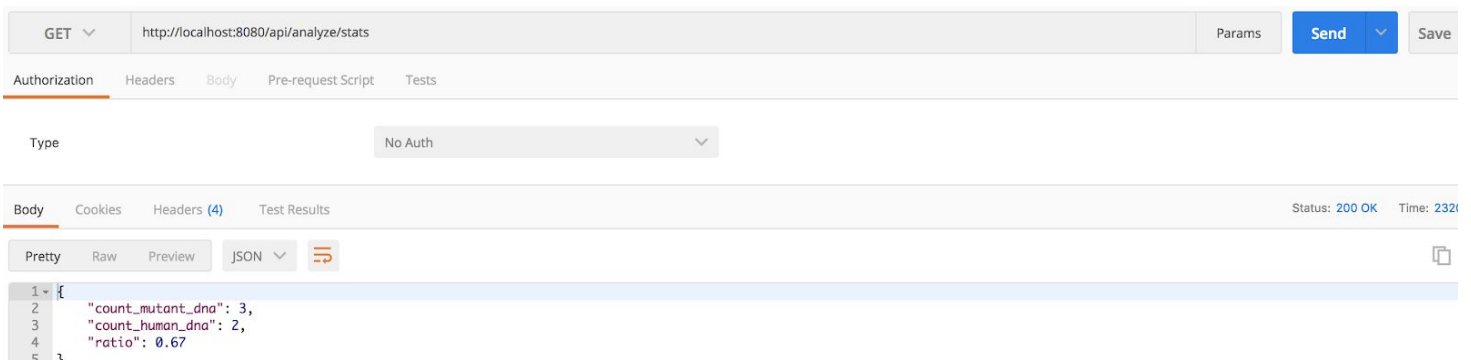 GET http://localhost:8080/api/analyze/stats Params Send Save
Authorization Headers Body Pre-request Script Tests
Type No Auth
Body Cookies Headers (4) Test Results Status: 200 OK Time: 2320
Pretty Raw Preview JSON
1 {
2 "count_mutant_dna": 3,
3 "count_human_dna": 2,
4 "ratio": 0.67
5 }